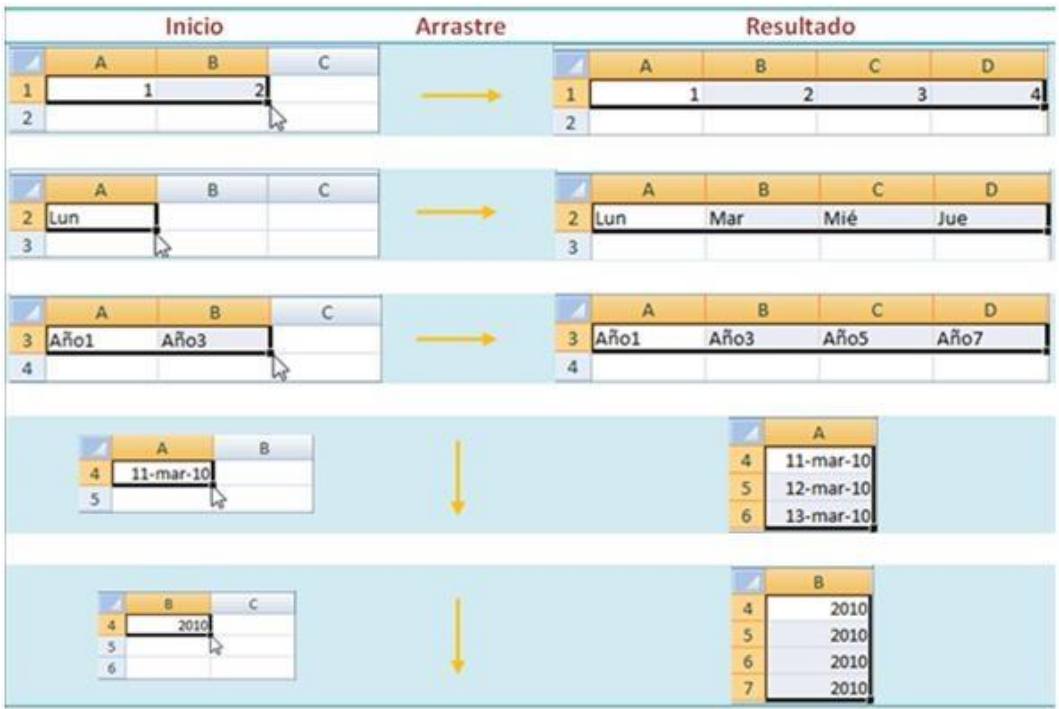 Inicio Arrastre Resultado
A B C A B C D
1 1 2 1 1 2 3 4
2 2
A B C A B C D
2 Lun 2 Lun Mar Mié Jue
3 3
A B C A B C D
3 Año1 Año3 3 Año1 Año3 Año5 Año7
4 4
A B A
4 11-mar-10 4 11-mar-10
5 5 12-mar-10
6 13-mar-10
B C B
4 2010 4 2010
5 5 2010
6 6 2010
7 2010